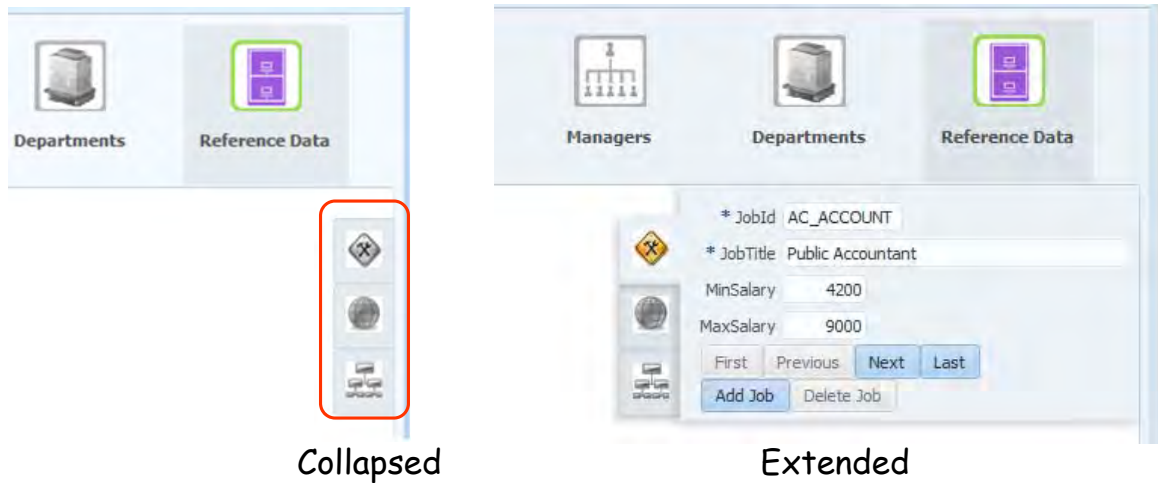 Departments
Reference Data
Managers
Departments
Reference Data
* JobId AC_ACCOUNT
* JobTitle Public Accountant
MinSalary 4200
MaxSalary 9000
First Previous Next Last
Add Job Delete Job
Collapsed
Extended